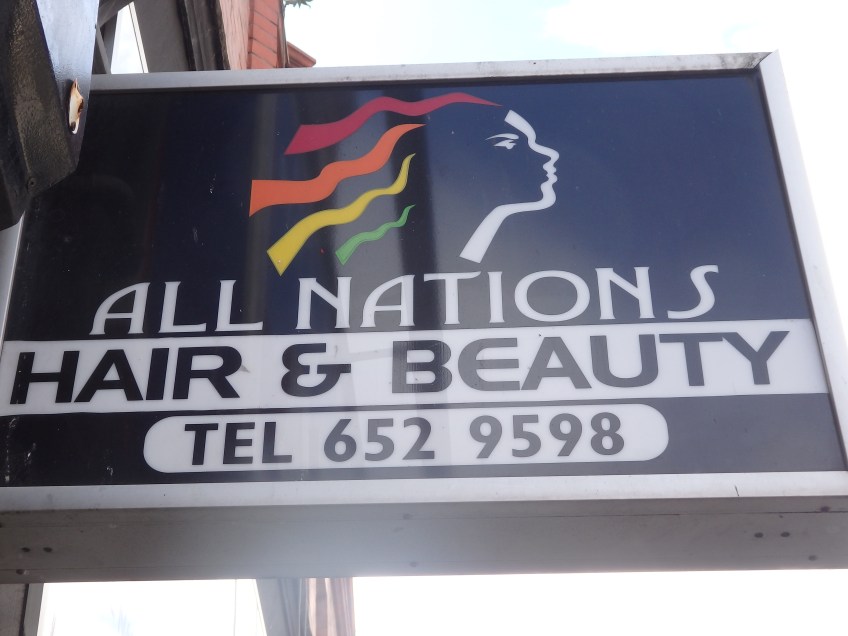 ALL NATIONS
HAIR & BEAUTY
TEL 652 9598